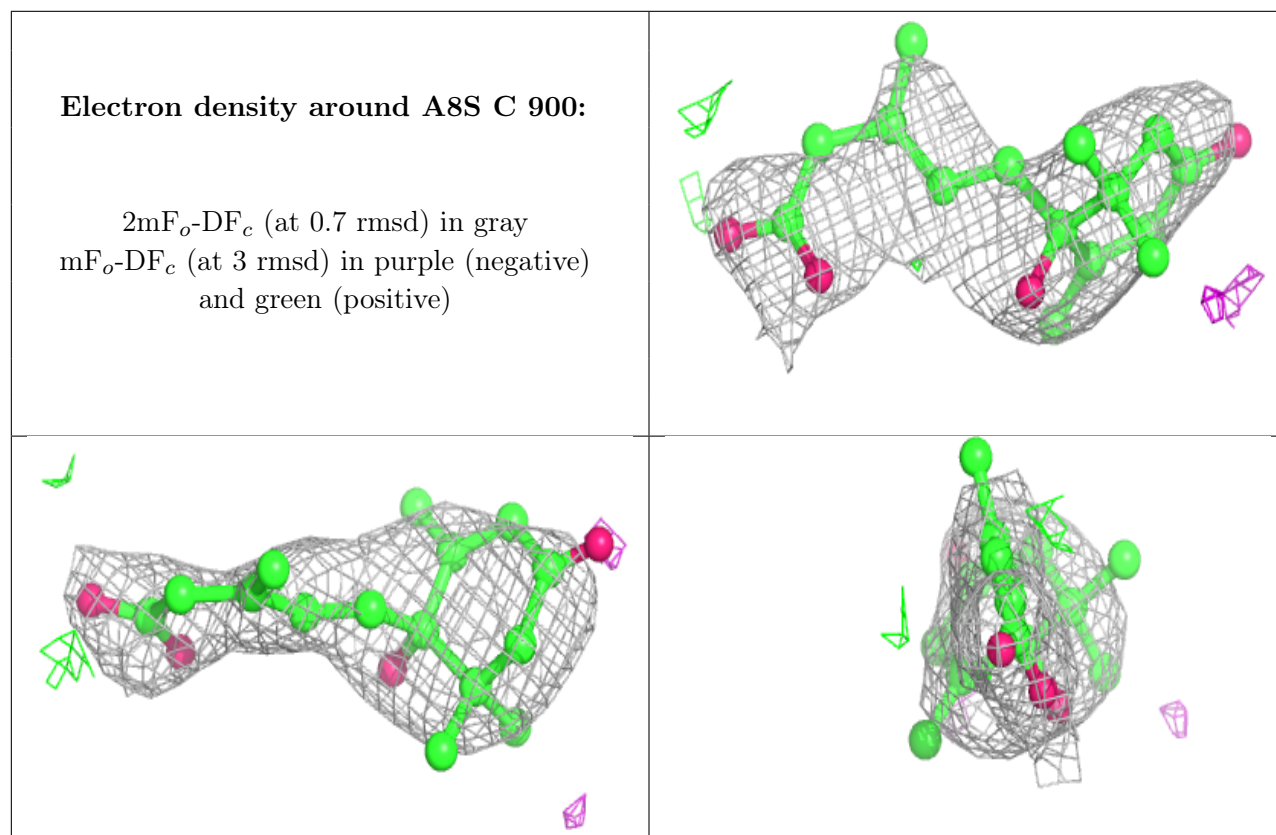 Electron density around A8S C 900:
2mFo-DFc (at 0.7 rmsd) in gray
mFo-DFc (at 3 rmsd) in purple (negative)
and green (positive)